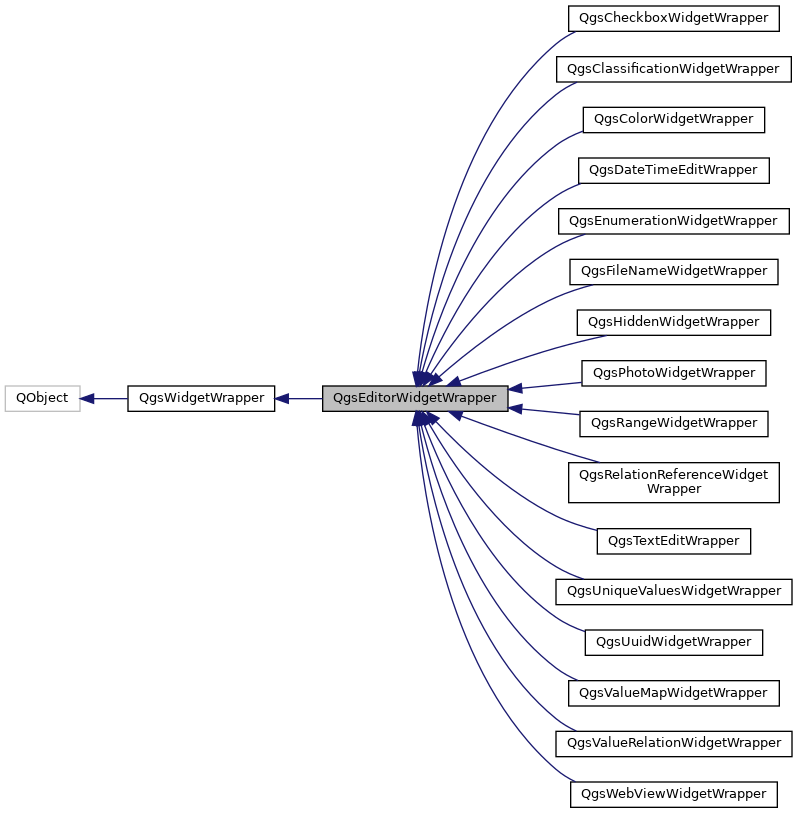 QObject
QgsWidgetWrapper
QgsEditorWidgetWrapper
QgsCheckboxWidgetWrapper
QgsClassificationWidgetWrapper
QgsColorWidgetWrapper
QgsDateTimeEditWrapper
QgsEnumerationWidgetWrapper
QgsFileNameWidgetWrapper
QgsHiddenWidgetWrapper
QgsPhotoWidgetWrapper
QgsRangeWidgetWrapper
QgsRelationReferenceWidget
Wrapper
QgsTextEditWrapper
QgsUniqueValuesWidgetWrapper
QgsUuidWidgetWrapper
QgsValueMapWidgetWrapper
QgsValueRelationWidgetWrapper
QgsWebViewWidgetWrapper